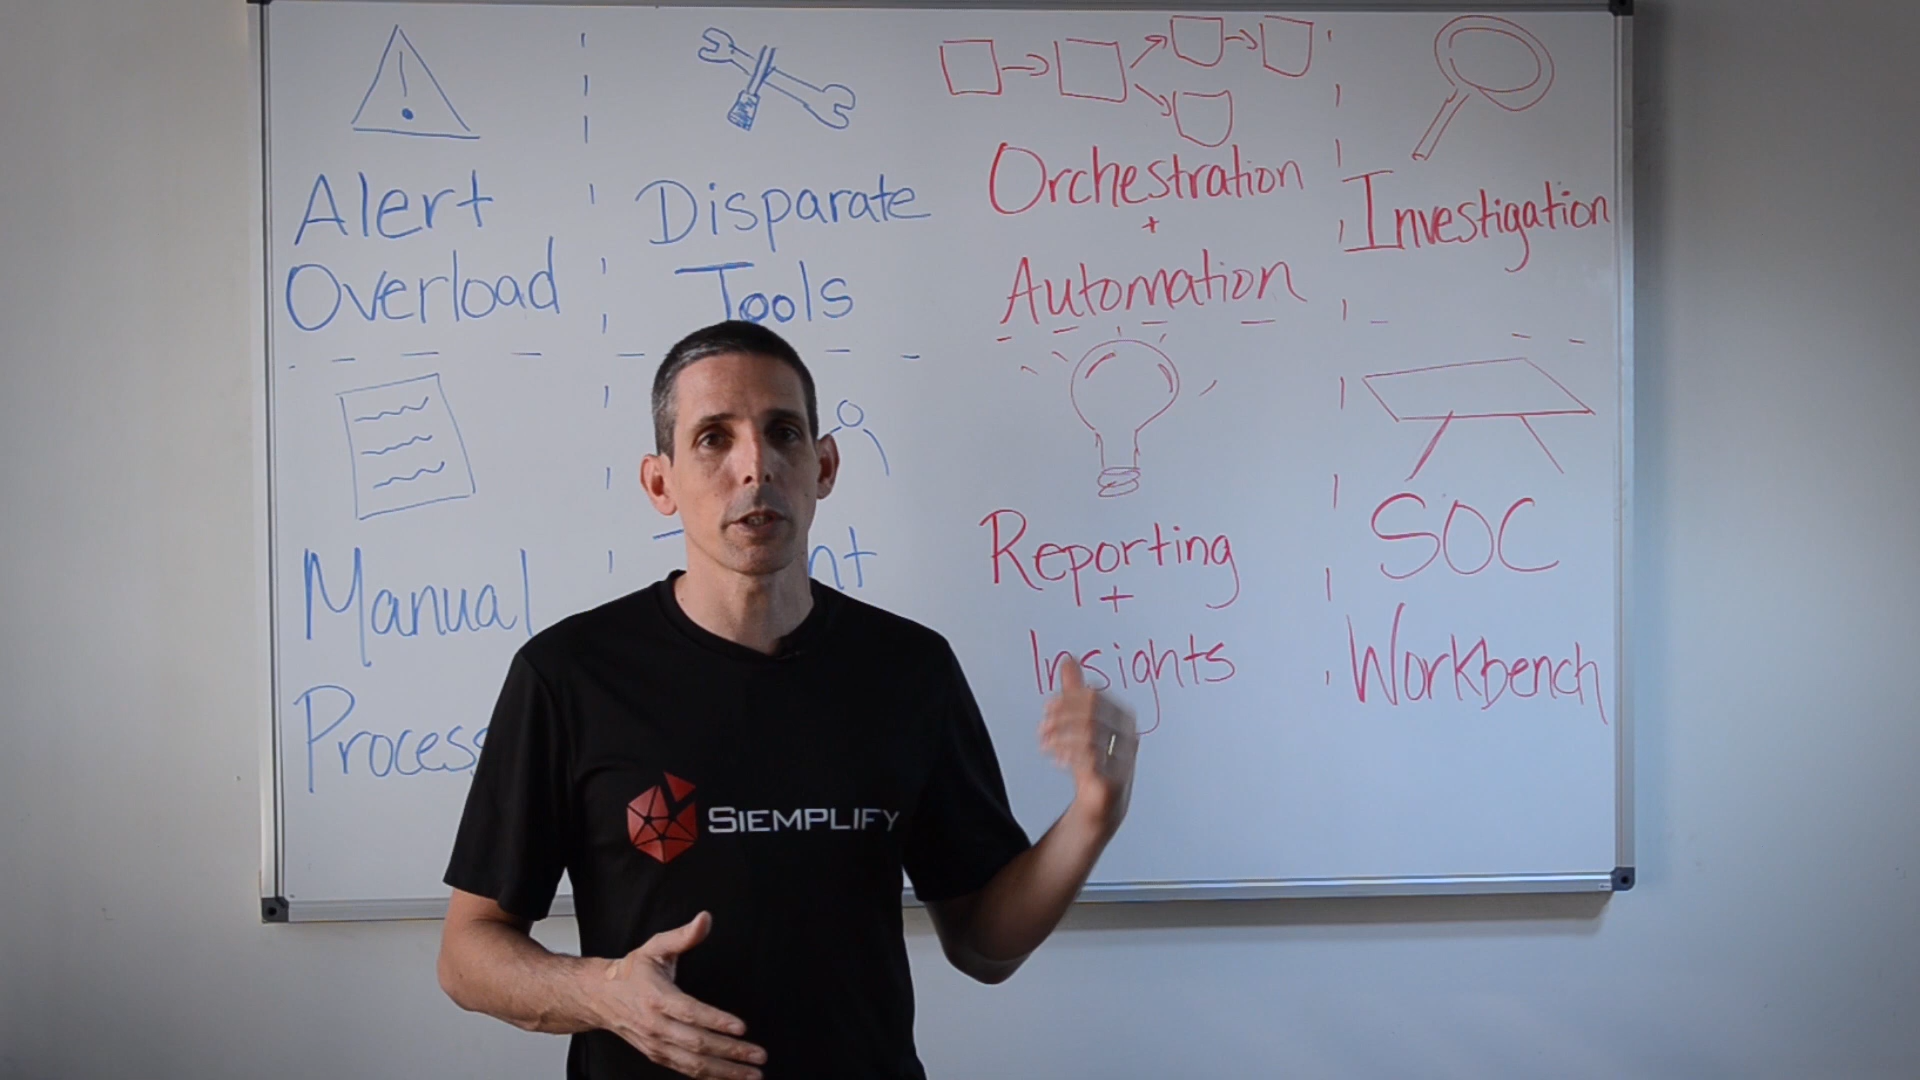 Alert
Overload
Disparate
Tools
Orchestration
+
Automation
Investigation
Manual
Process
Reporting
+
Insights
SOC
Workbench
SIEMPLIFY